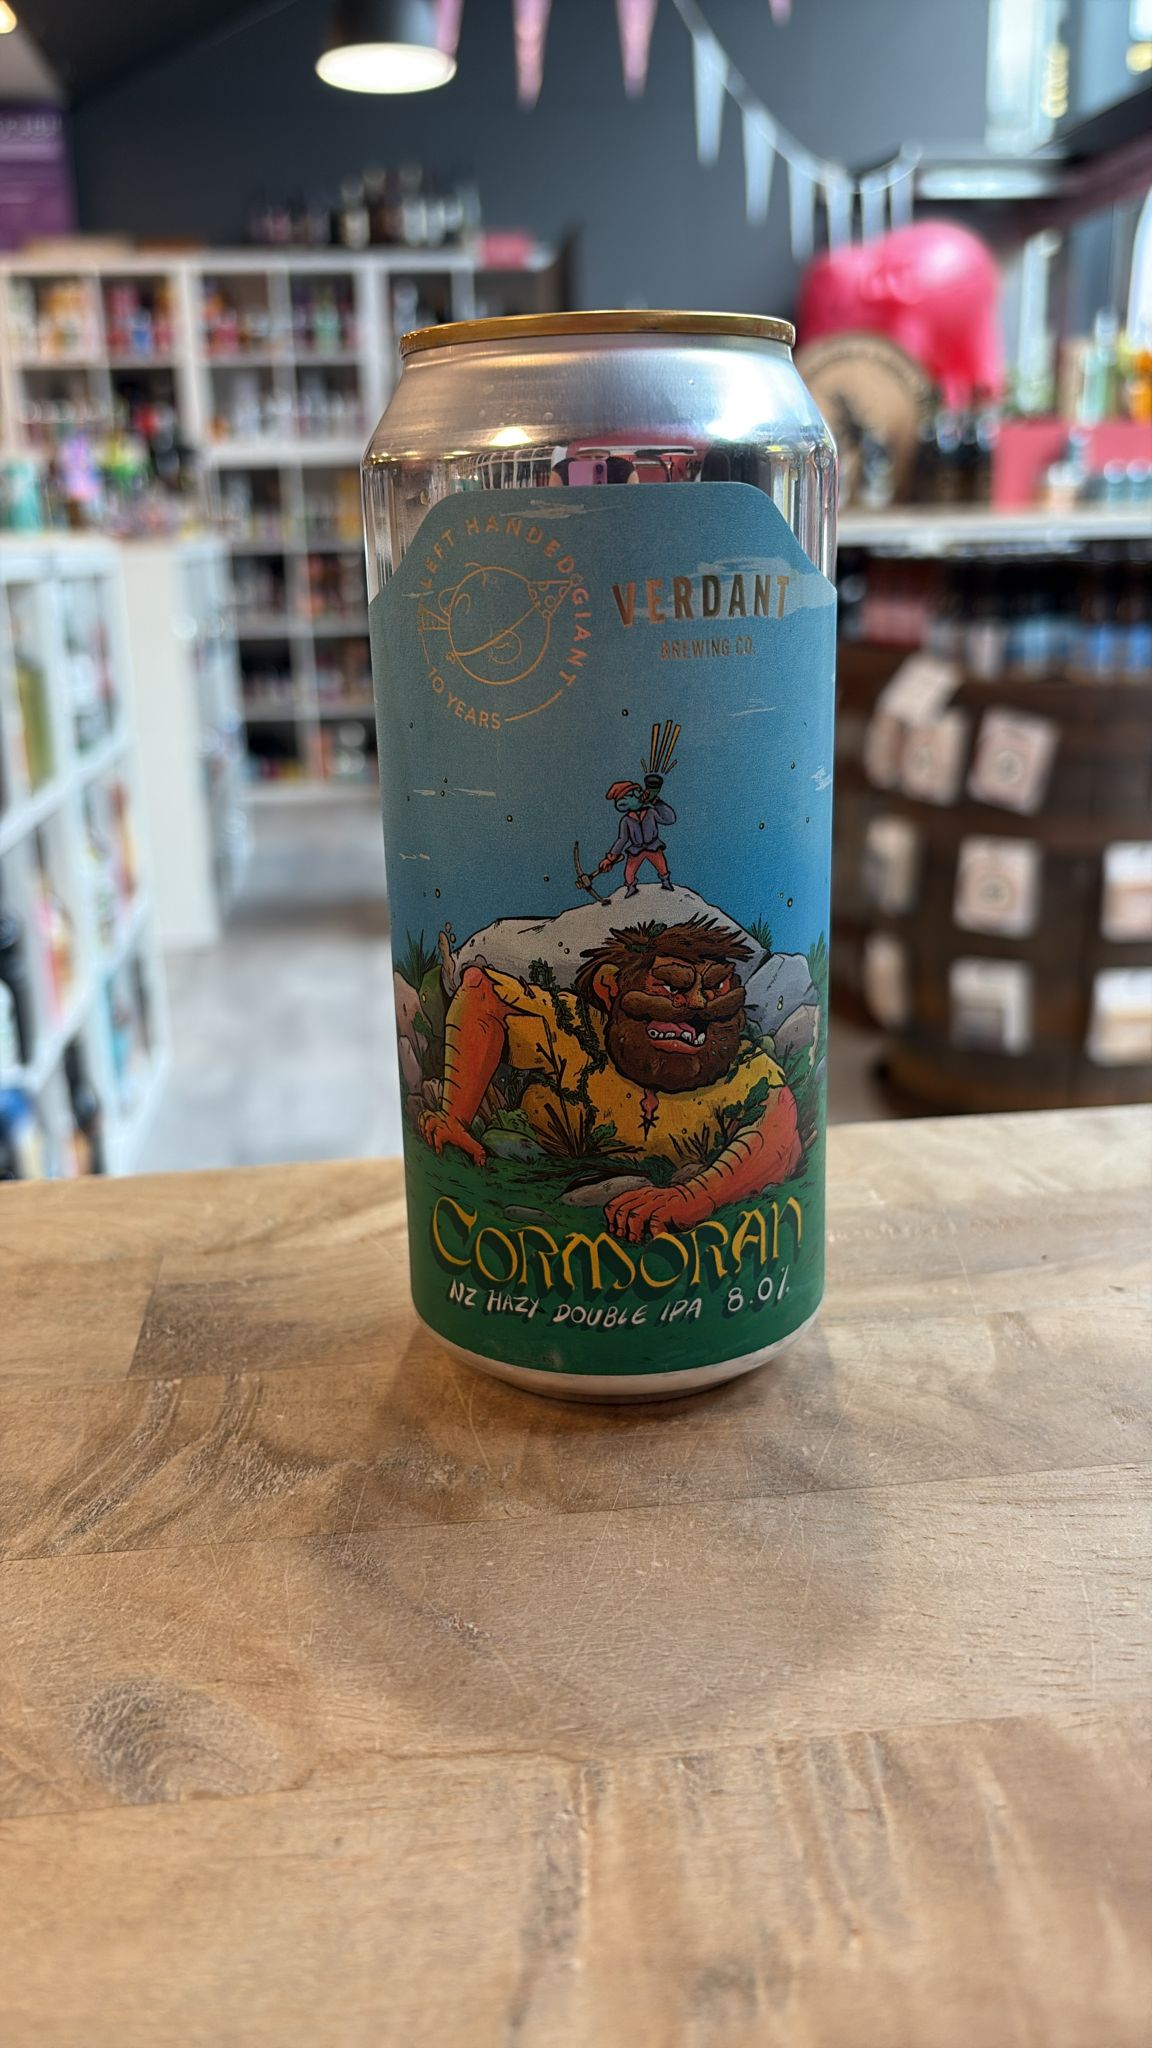 LEFT HANDED GIANT
10 YEARS
VERDANT
BREWING CO.
CORMORAN
NZ HAZY DOUBLE IPA 8.0%